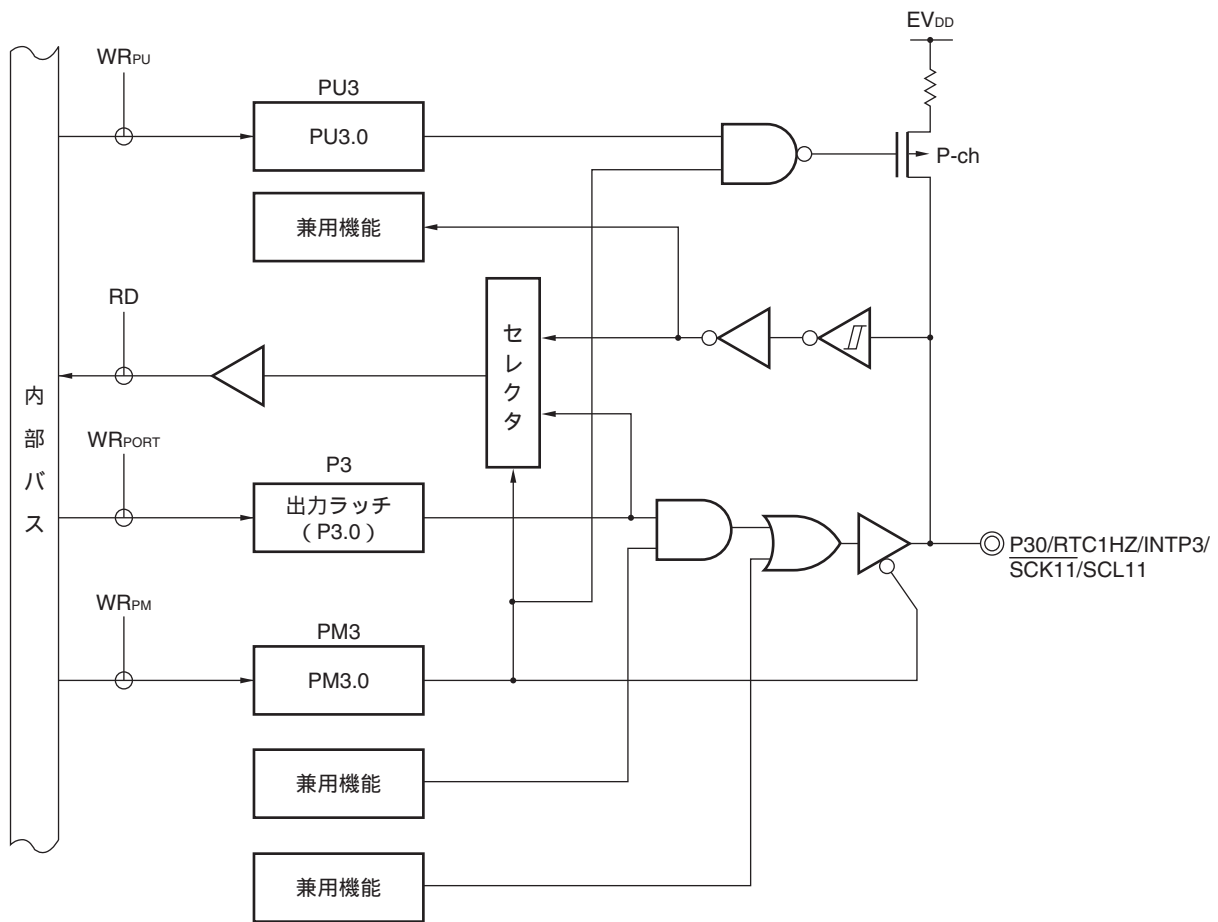 EVDD
WRPU
PU3
PU3.0
P-ch
兼用機能
RD
セレクタ
内部バス
WRPORT
P3
出力ラッチ
（P3.0）
P30/RTC1HZ/INTP3/
SCK11/SCL11
WRPM
PM3
PM3.0
兼用機能
兼用機能